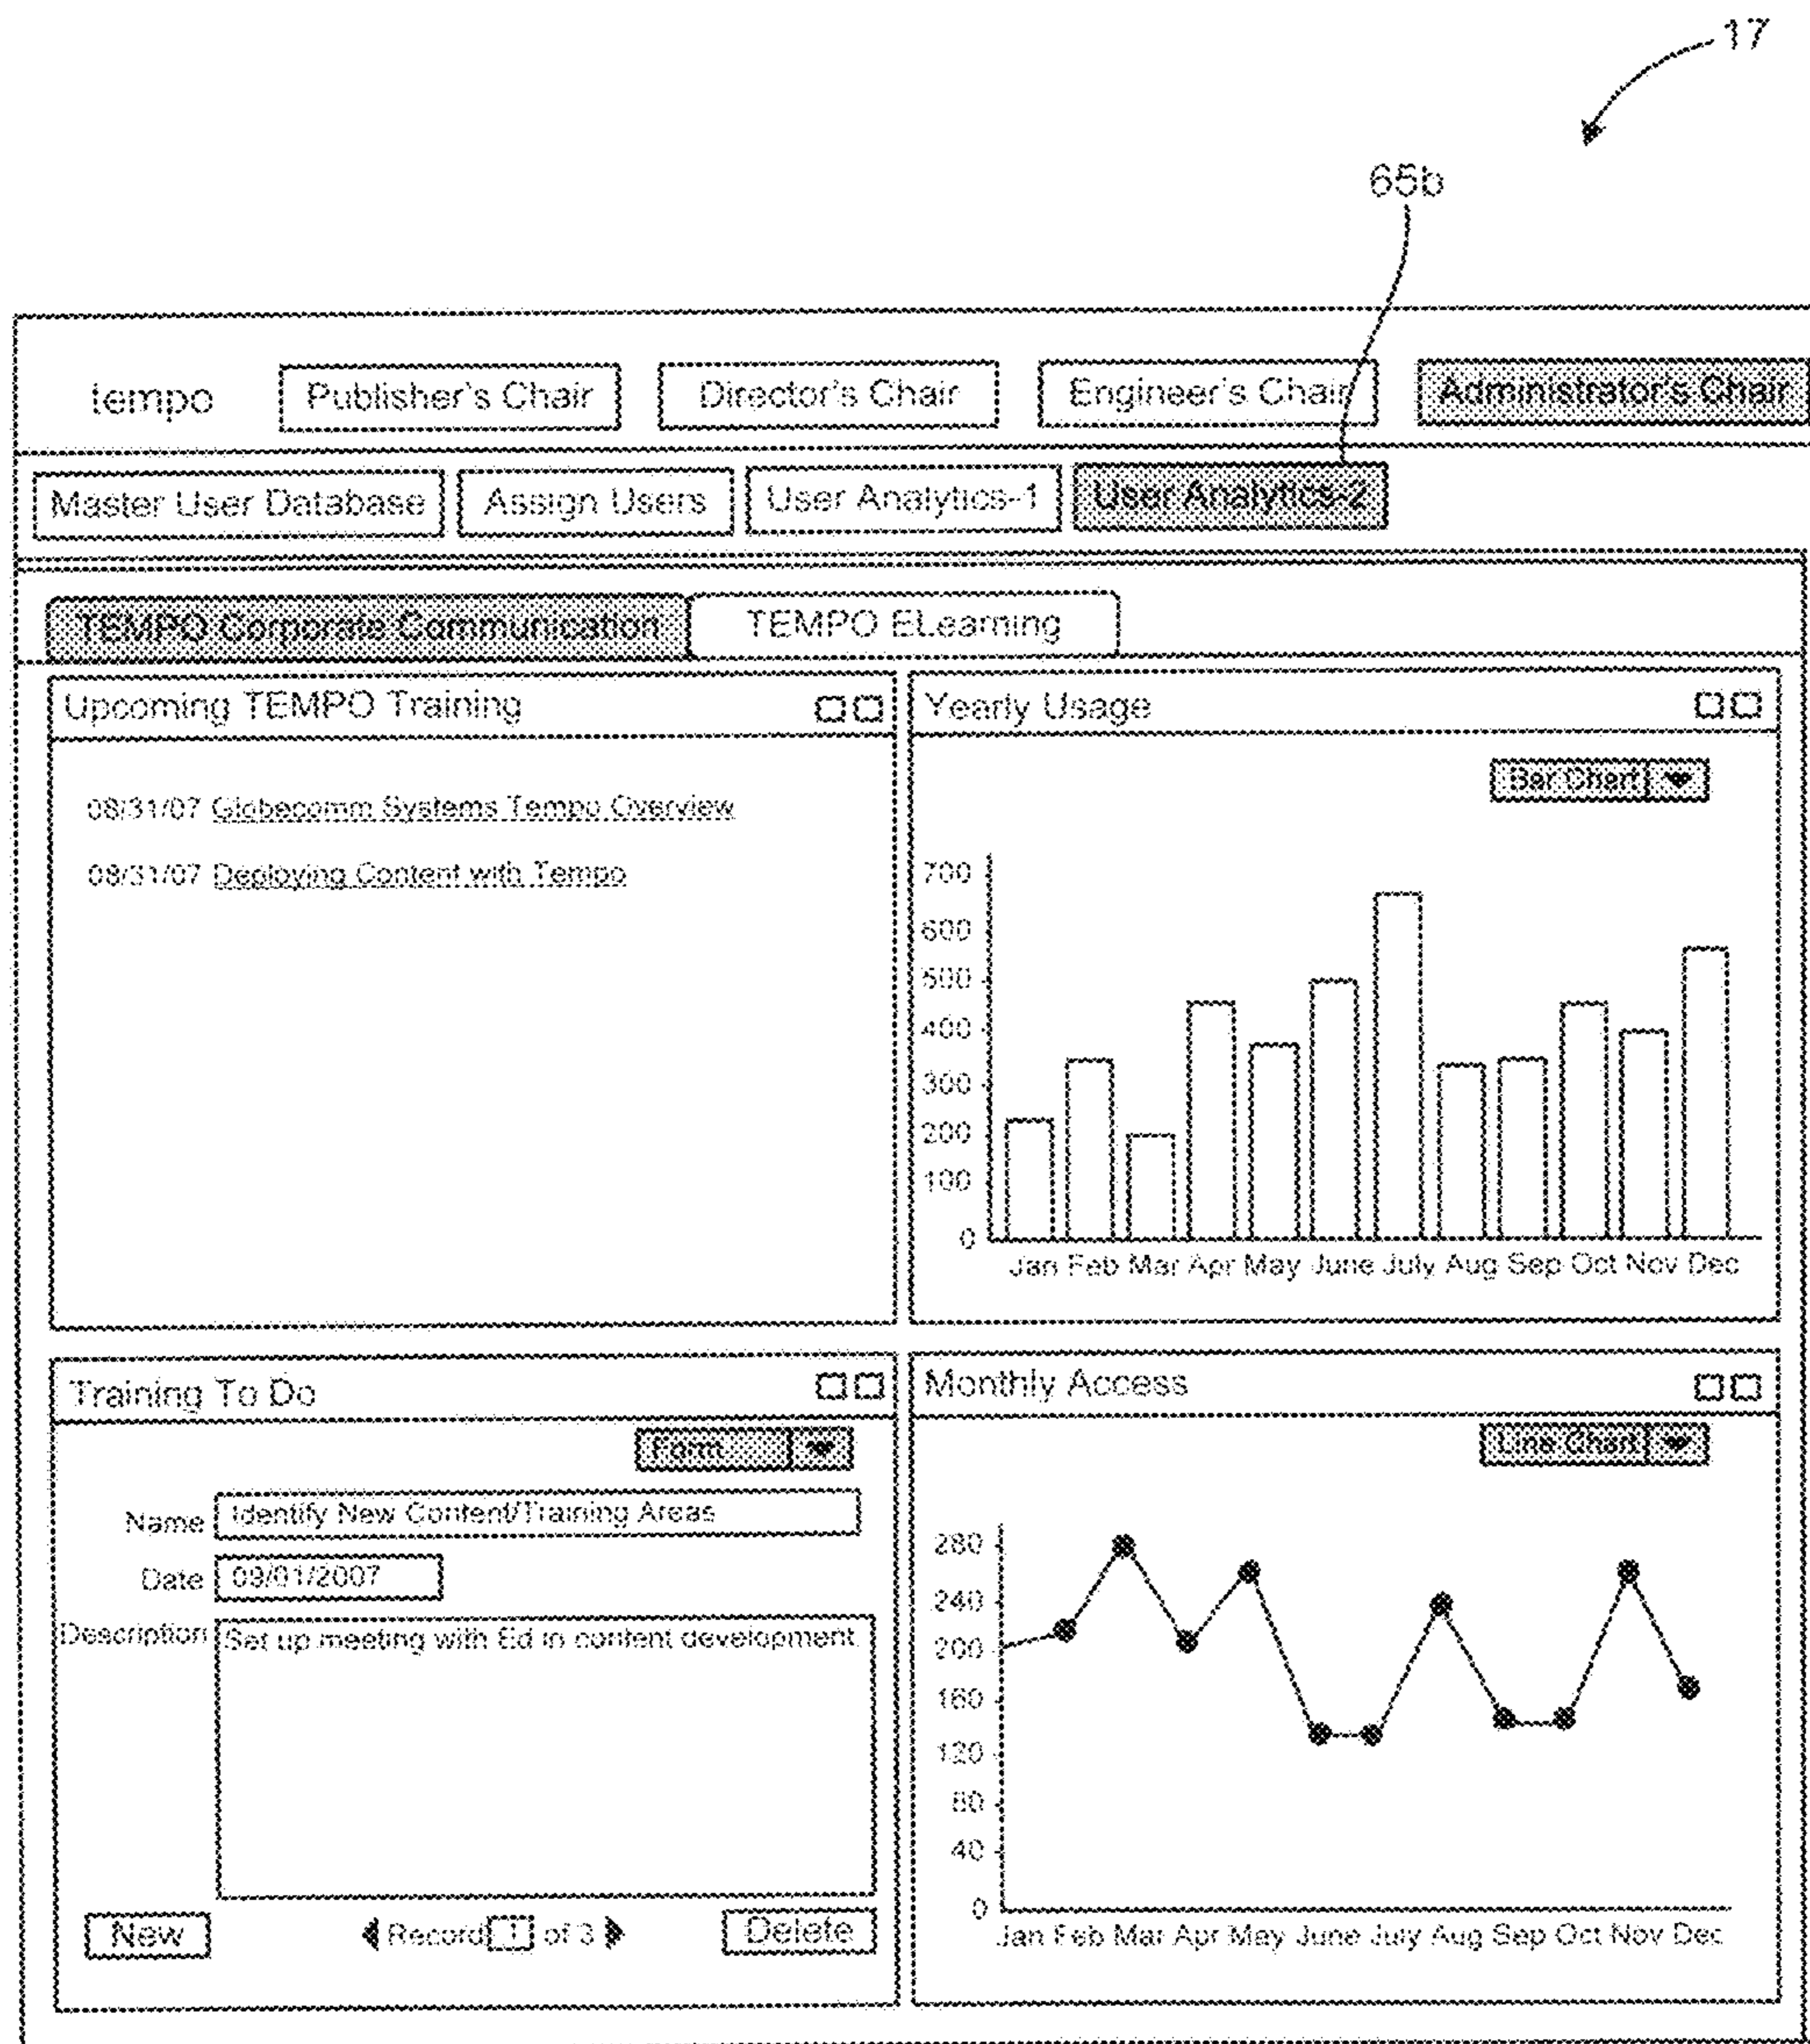 17
65b
tempo Publisher's Chair Director's Chair Engineer's Chair Administrator's Chair
Master User Database Assign Users User Analytics-1 User Analytics-2
TEMPO Corporate Communication TEMPO ELearning
Upcoming TEMPO Training
08/31/07 Globecomm Systems Tempo Overview
08/31/07 Deploying Content with Tempo
Yearly Usage
Bar Chart
700
600
500
400
300
200
100
0
Jan Feb Mar Apr May June July Aug Sep Oct Nov Dec
Training To Do
Form
Name Identify New Content/Training Areas
Date 09/01/2007
Description Set up meeting with Ed in content development
New Record 1 of 3 Delete
Monthly Access
Line Chart
280
240
200
160
120
80
40
0
Jan Feb Mar Apr May June July Aug Sep Oct Nov Dec